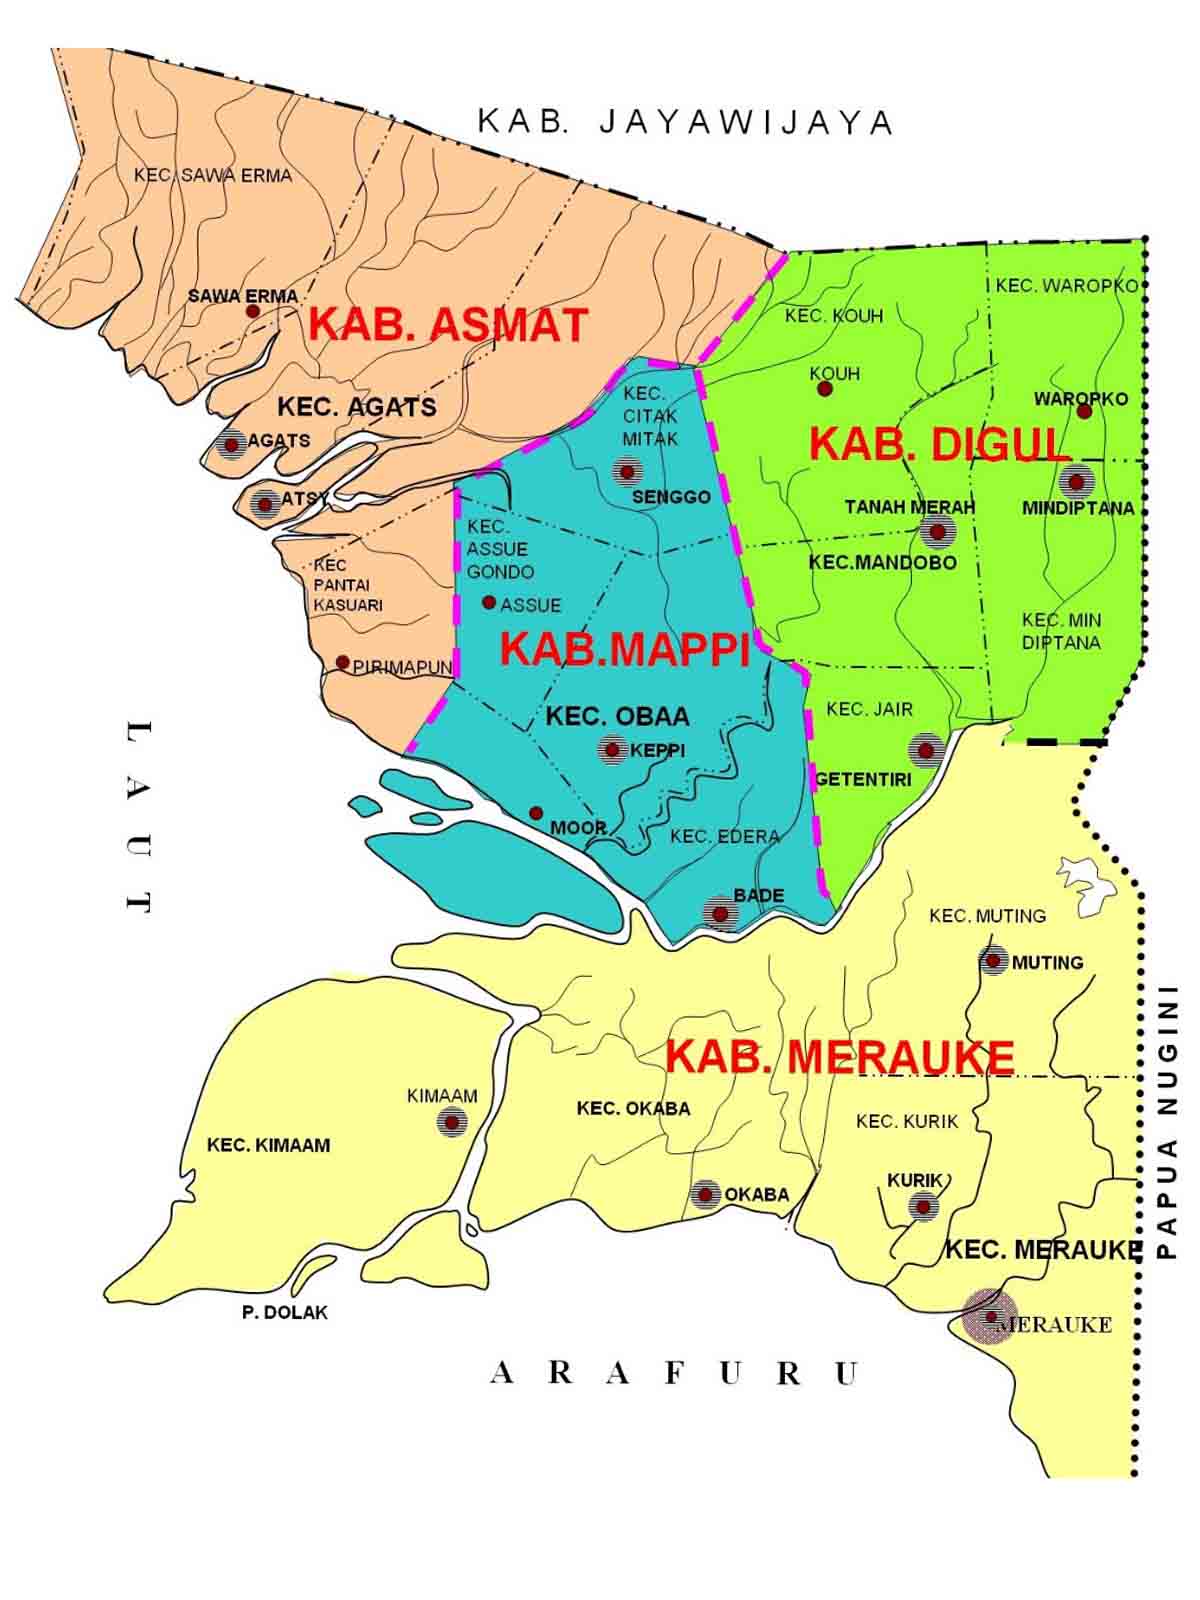 KAB. JAYAWIJAYA
KEC. SAWA ERMA
SAWA ERMA
KAB. ASMAT
KEC. AGATS
AGATS
ATSY
KEC
PANTAI
KASUARI
PIRIMAPUN
KEC.
CITAK
MITAK
SENGGO
KEC.
ASSUE
GONDO
ASSUE
KAB.MAPPI
KEC. OBAA
KEPPI
MOOR
KEC. EDERA
BADE
KEC. WAROPKO
KEC. KOUH
KOUH
WAROPKO
KAB. DIGUL
TANAH MERAH
MINDIPTANA
KEC.MANDOBO
KEC. MIN
DIPTANA
KEC. JAIR
GETENTIRI
LAUT
KEC. MUTING
MUTING
KAB. MERAUKE
KIMAAM
KEC. KIMAAM
KEC. OKABA
OKABA
KEC. KURIK
KURIK
KEC. MERAUKE
MERAUKE
P. DOLAK
ARAFURU
PAPUA NUGINI